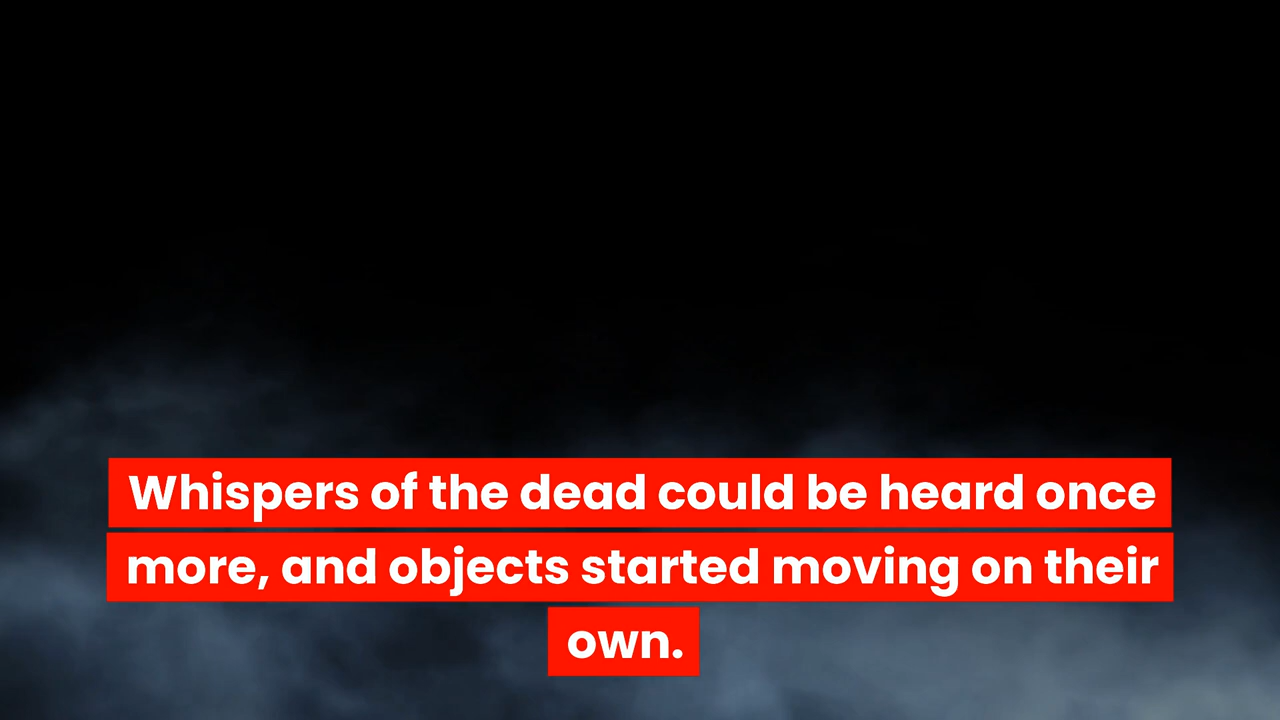 Whispers of the dead could be heard once
more, and objects started moving on their
own.